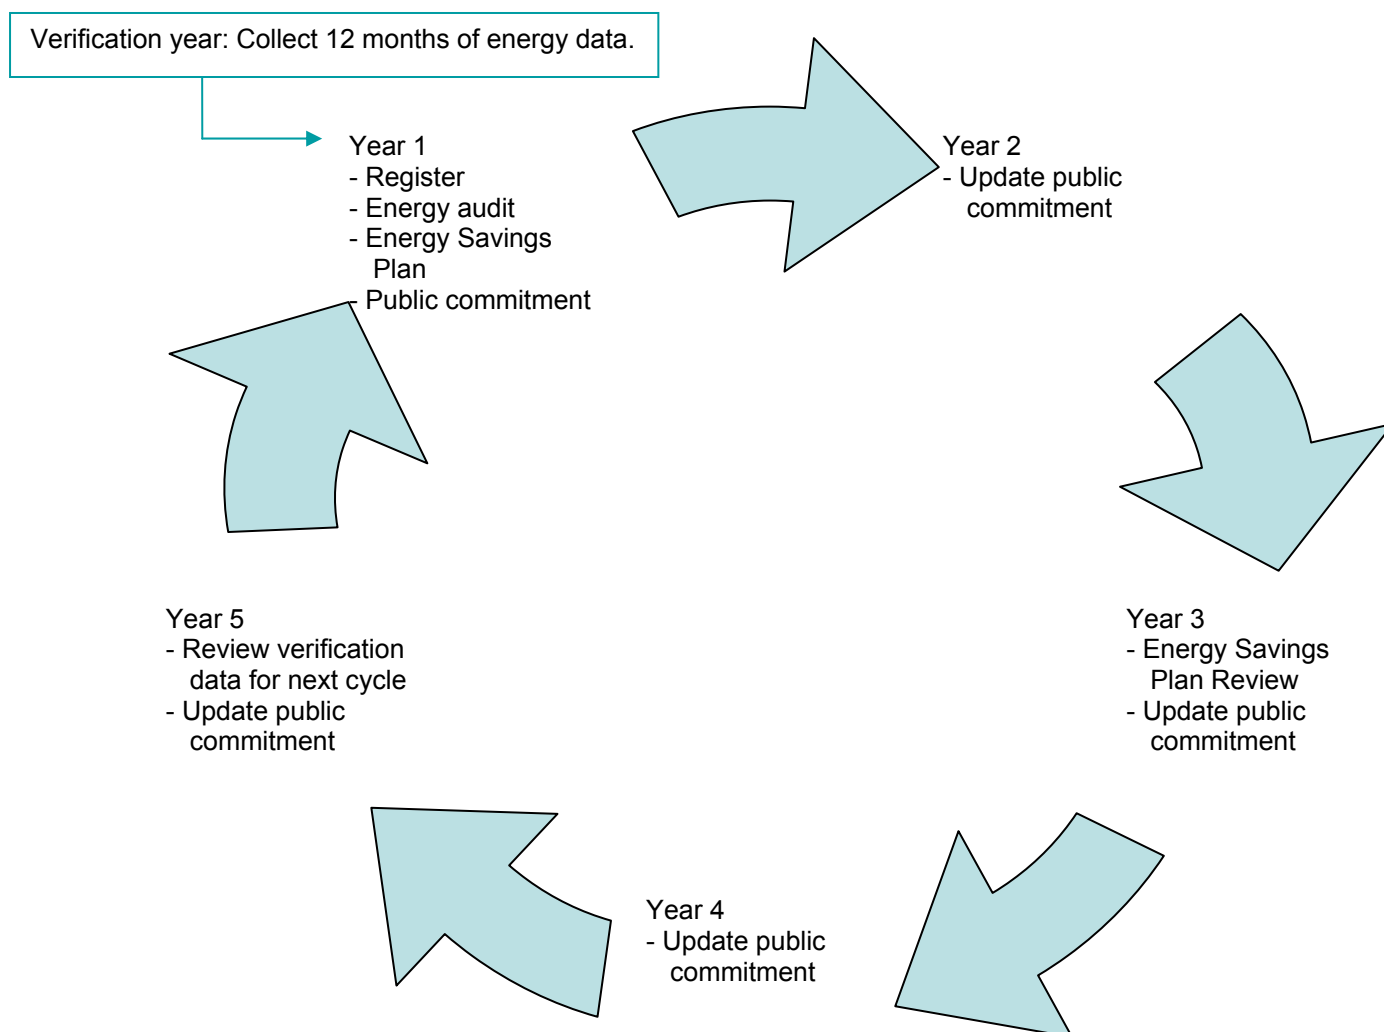 Verification year: Collect 12 months of energy data.
Year 1
- Register
- Energy audit
- Energy Savings
Plan
- Public commitment
Year 2
- Update public
commitment
Year 3
- Energy Savings
Plan Review
- Update public
commitment
Year 4
- Update public
commitment
Year 5
- Review verification
data for next cycle
- Update public
commitment